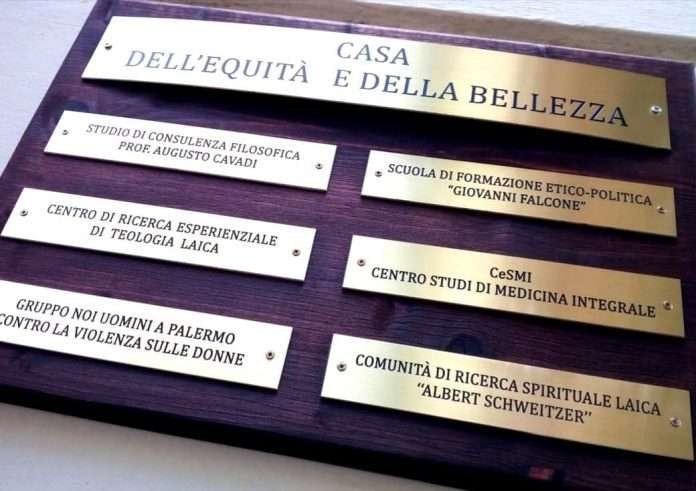 CASA
DELL'EQUITÀ E DELLA BELLEZZA
STUDIO DI CONSULENZA FILOSOFICA
PROF. AUGUSTO CAVADI
SCUOLA DI FORMAZIONE ETICO-POLITICA
"GIOVANNI FALCONE"
CENTRO DI RICERCA ESPERIENZIALE
DI TEOLOGIA LAICA
CeSMI
CENTRO STUDI DI MEDICINA INTEGRALE
GRUPPO NOI UOMINI A PALERMO
CONTRO LA VIOLENZA SULLE DONNE
COMUNITÀ DI RICERCA SPIRITUALE LAICA
"ALBERT SCHWEITZER"